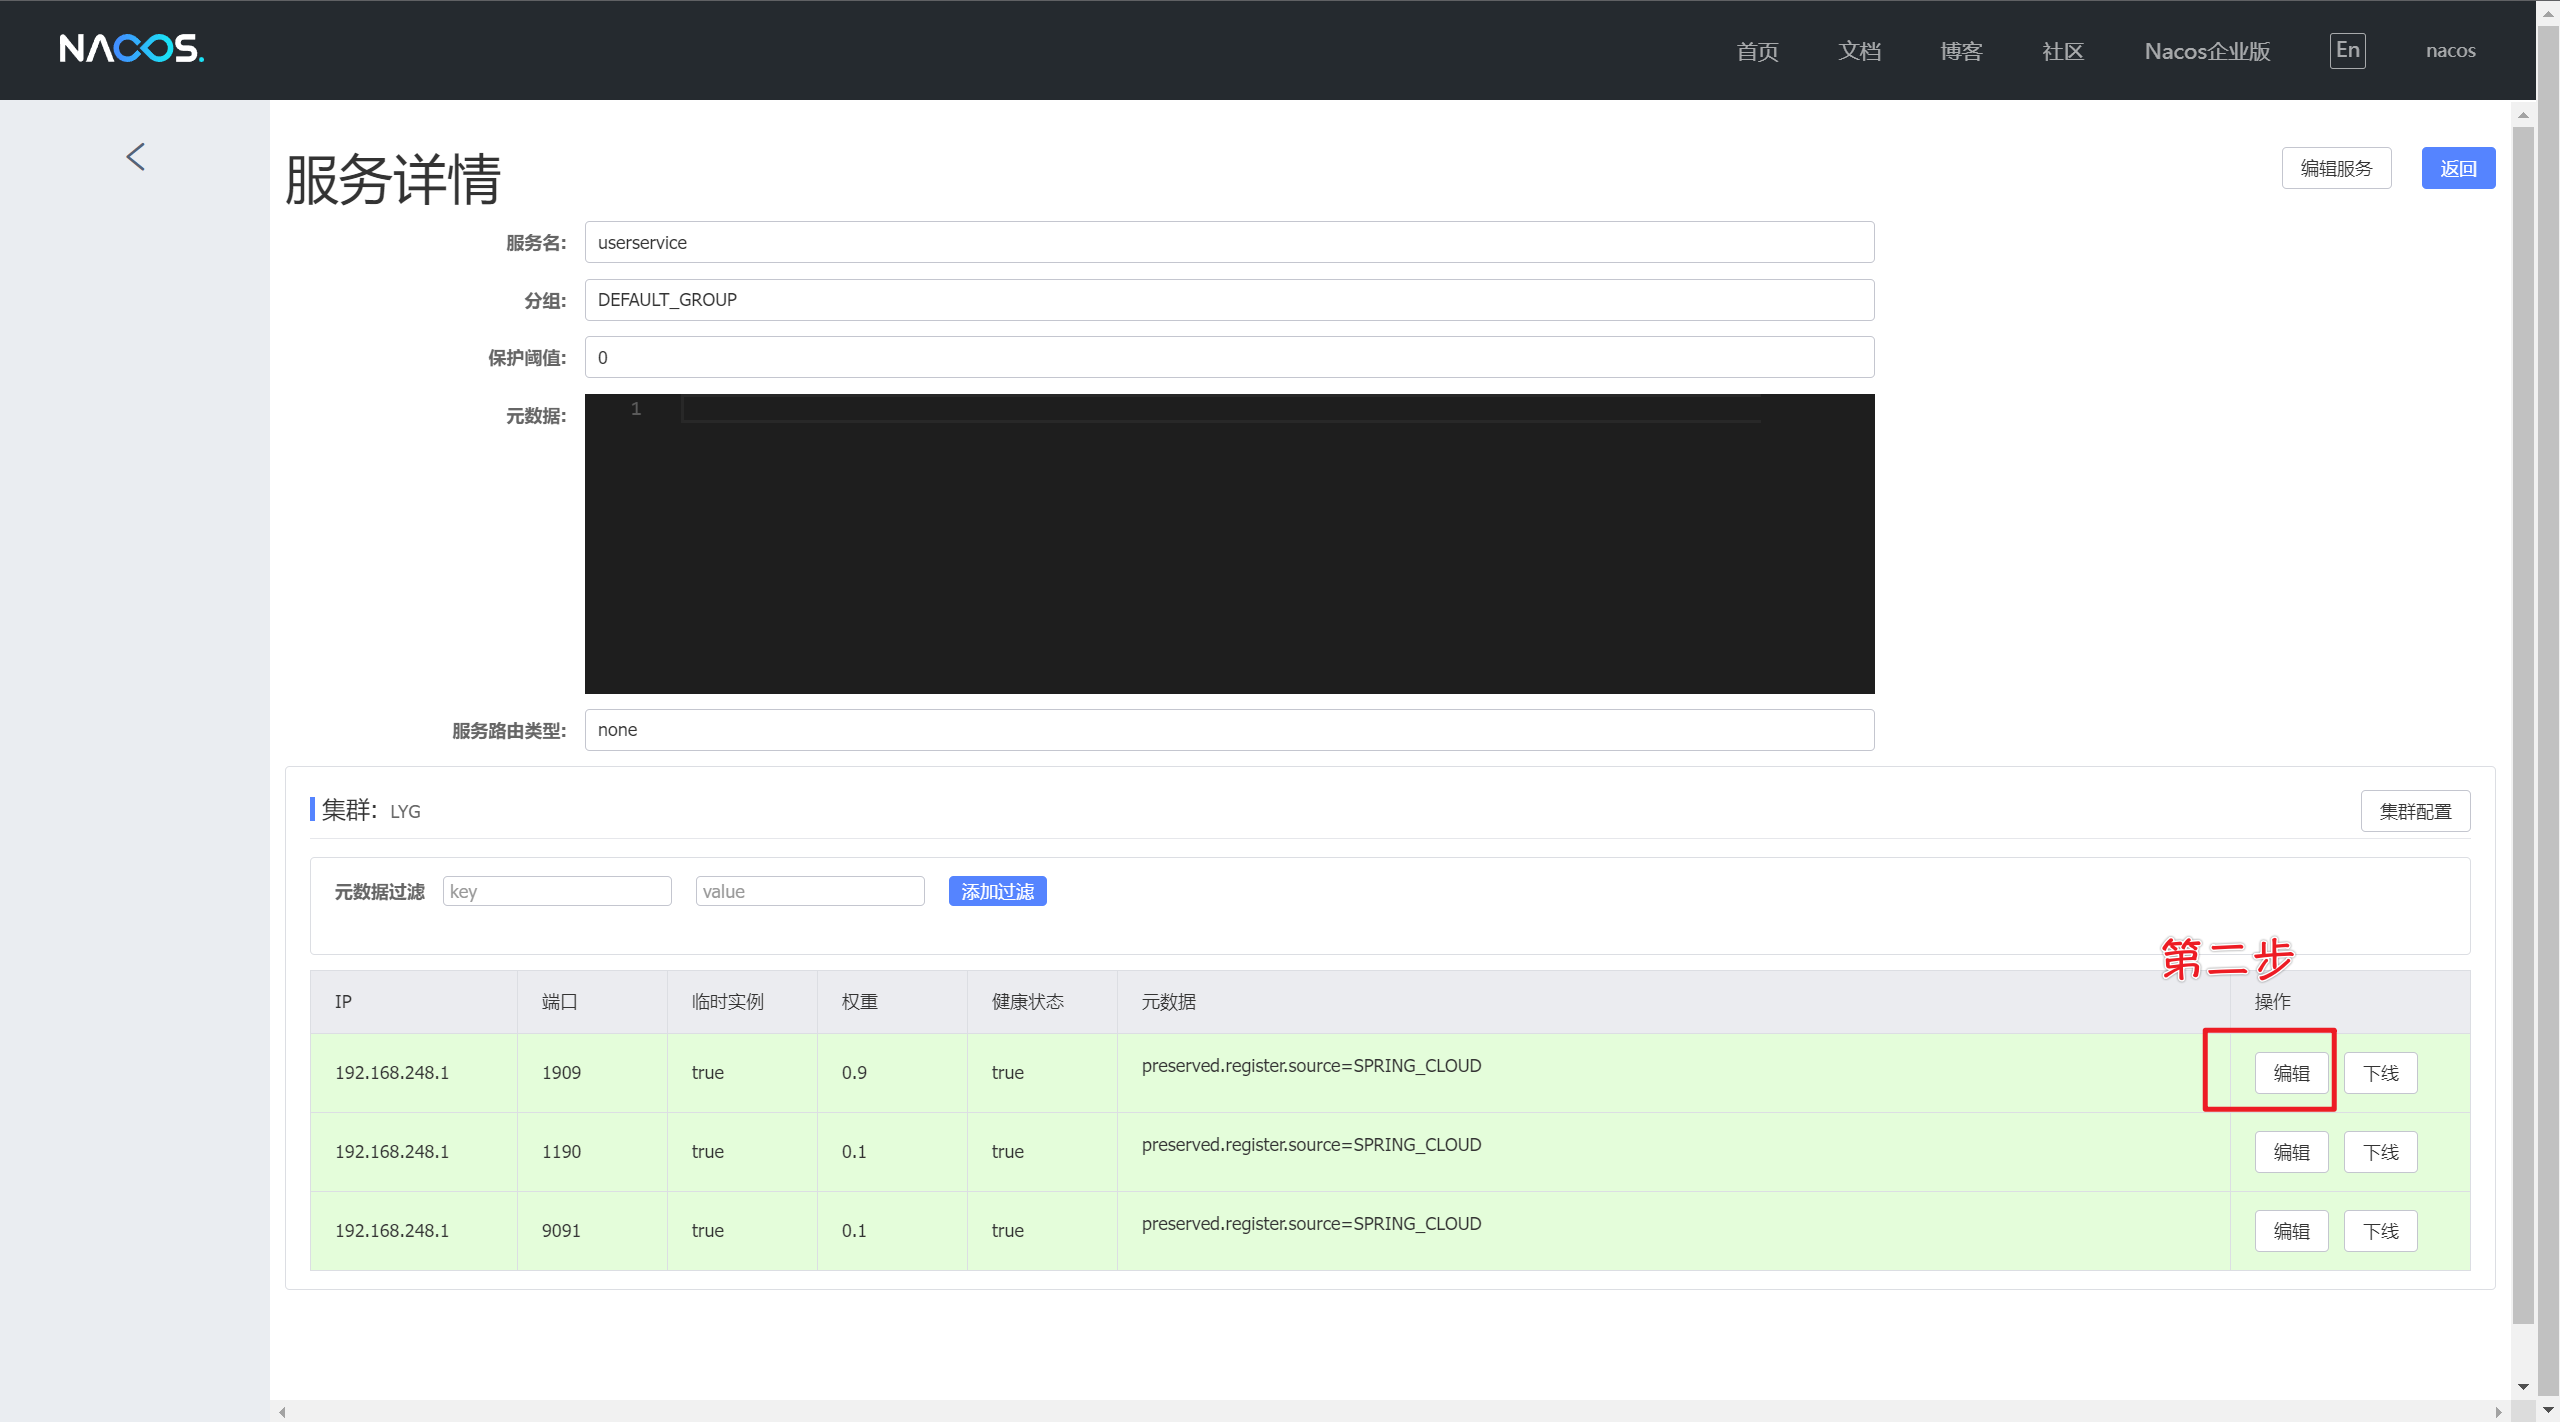 NACOS.
首页 文档 博客 社区 Nacos企业版 En nacos
服务详情
编辑服务 返回
服务名: userservice
分组: DEFAULT_GROUP
保护阈值: 0
元数据: 1
服务路由类型: none
集群: LYG 集群配置
元数据过滤 key value 添加过滤
第二步
IP 端口 临时实例 权重 健康状态 元数据 操作
192.168.248.1 1909 true 0.9 true preserved.register.source=SPRING_CLOUD 编辑 下线
192.168.248.1 1190 true 0.1 true preserved.register.source=SPRING_CLOUD 编辑 下线
192.168.248.1 9091 true 0.1 true preserved.register.source=SPRING_CLOUD 编辑 下线